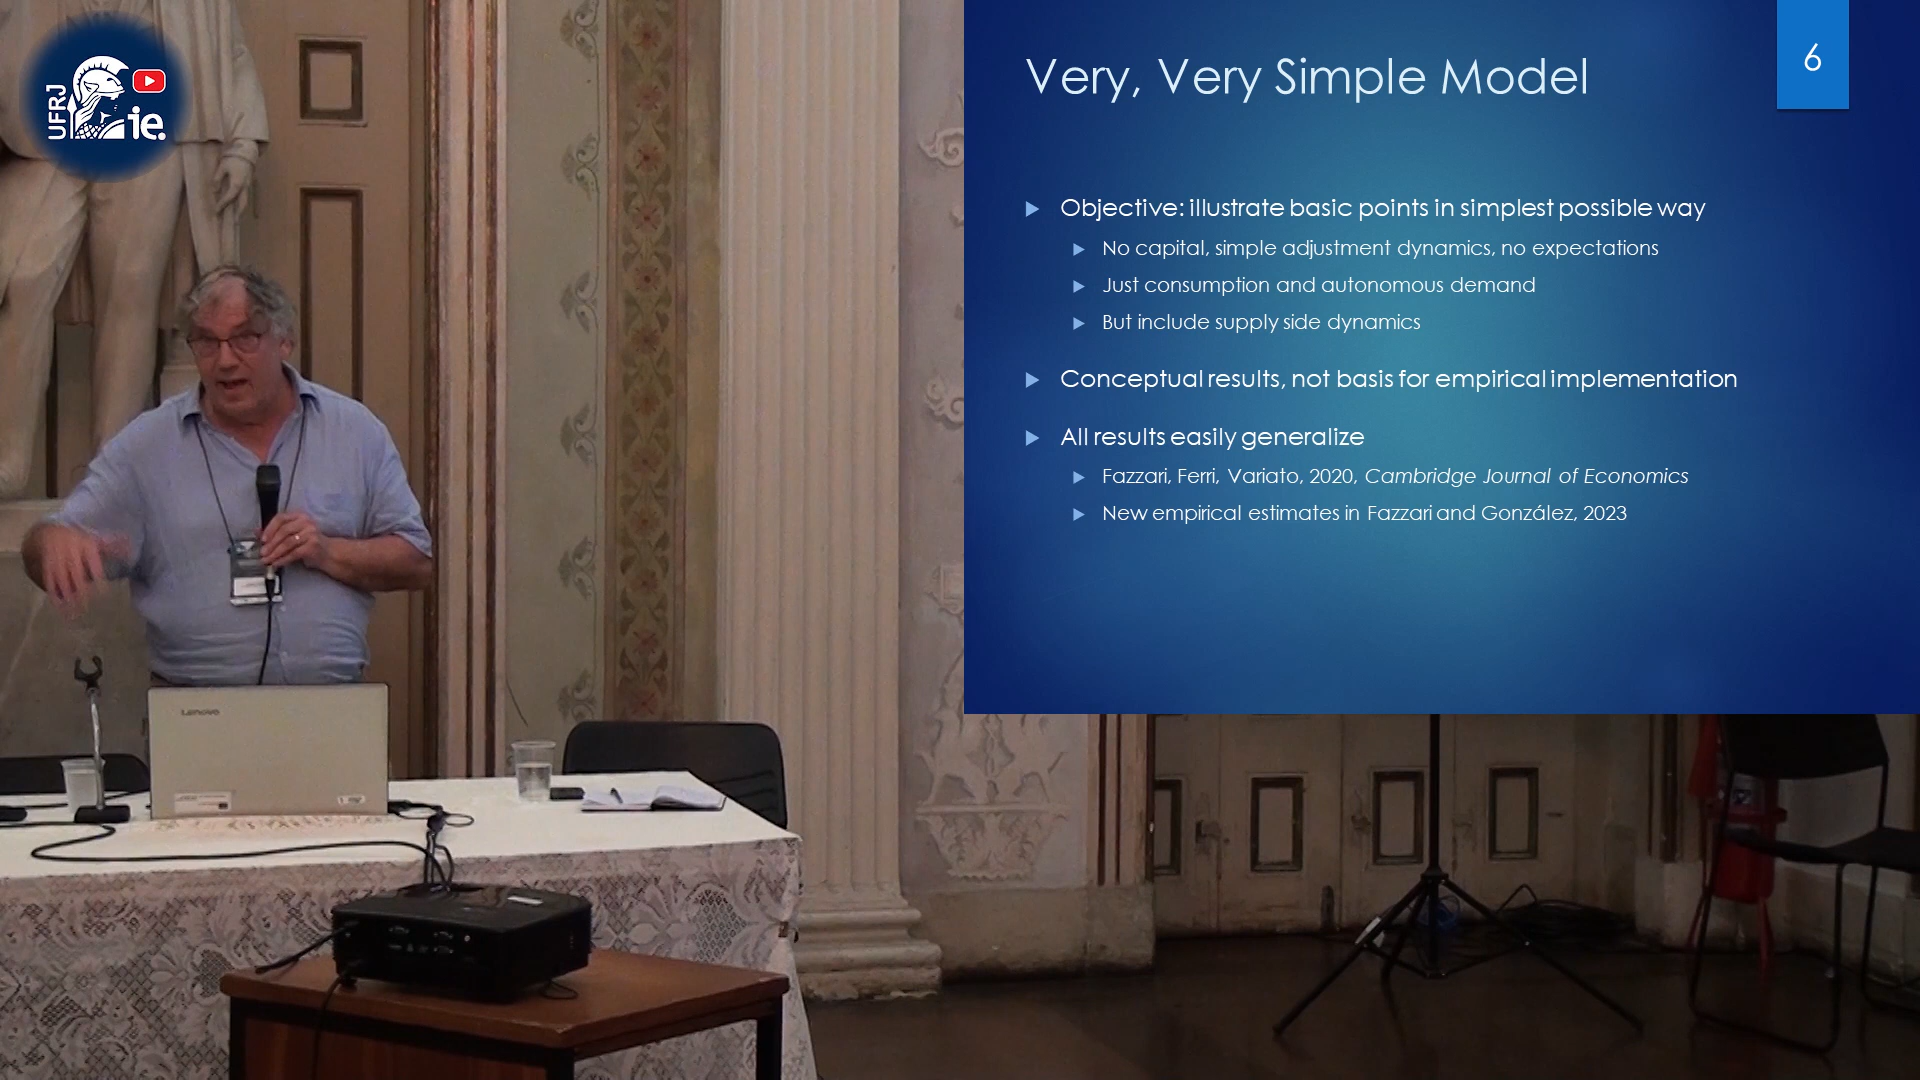 UFRJ
ie.
Very, Very Simple Model
6
Objective: illustrate basic points in simplest possible way
No capital, simple adjustment dynamics, no expectations
Just consumption and autonomous demand
But include supply side dynamics
Conceptual results, not basis for empirical implementation
All results easily generalize
Fazzari, Ferri, Variato, 2020, Cambridge Journal of Economics
New empirical estimates in Fazzari and González, 2023
Lenovo